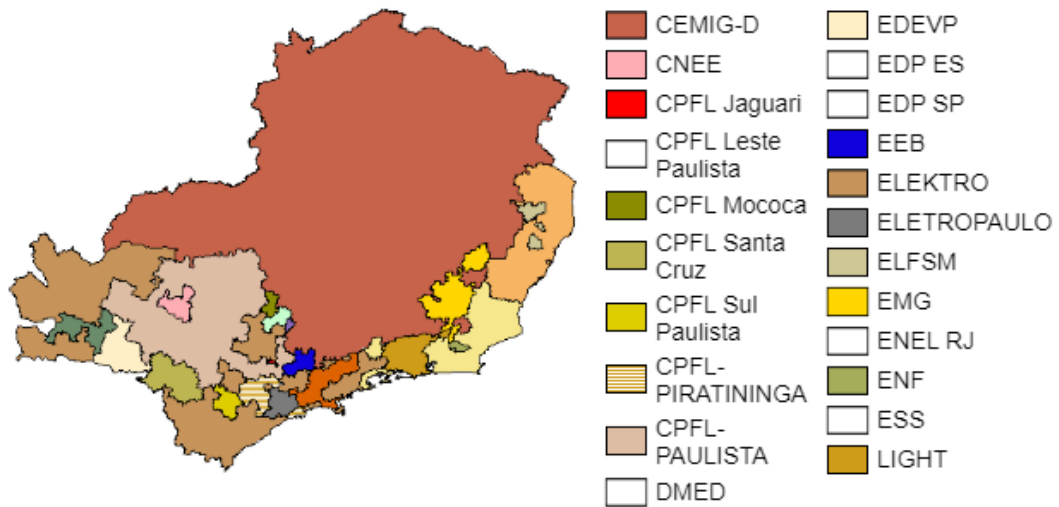 CEMIG-D
CNEE
CPFL Jaguari
CPFL Leste
Paulista
CPFL Mococa
CPFL Santa
Cruz
CPFL Sul
Paulista
CPFL-
PIRATININGA
CPFL-
PAULISTA
DMED
EDEVP
EDP ES
EDP SP
EEB
ELEKTRO
ELETROPAULO
ELFSM
EMG
ENEL RJ
ENF
ESS
LIGHT